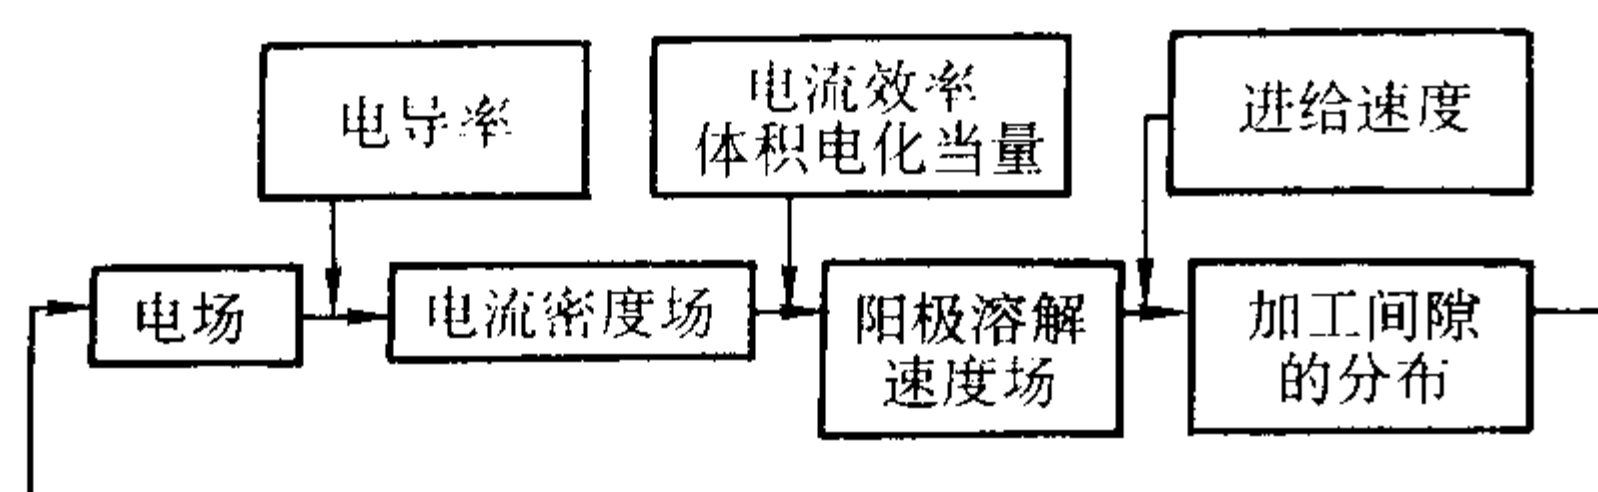 电导率
电流效率
体积电化当量
进给速度
电场
电流密度场
阳极溶解
速度场
加工间隙
的分布